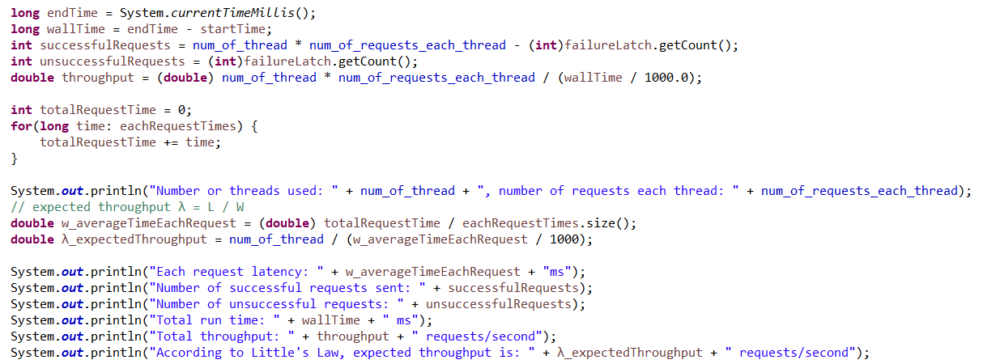 long endTime = System.currentTimeMillis();
long wallTime = endTime - startTime;
int successfulRequests = num_of_thread * num_of_requests_each_thread - (int)failureLatch.getCount();
int unsuccessfulRequests = (int)failureLatch.getCount();
double throughput = (double) num_of_thread * num_of_requests_each_thread / (wallTime / 1000.0);
int totalRequestTime = 0;
for(long time: eachRequestTimes) {
    totalRequestTime += time;
}
System.out.println("Number or threads used: " + num_of_thread + ", number of requests each thread: " + num_of_requests_each_thread);
// expected throughput λ = L / W
double w_averageTimeEachRequest = (double) totalRequestTime / eachRequestTimes.size();
double λ_expectedThroughput = num_of_thread / (w_averageTimeEachRequest / 1000);
System.out.println("Each request latency: " + w_averageTimeEachRequest + "ms");
System.out.println("Number of successful requests sent: " + successfulRequests);
System.out.println("Number of unsuccessful requests: " + unsuccessfulRequests);
System.out.println("Total run time: " + wallTime + " ms");
System.out.println("Total throughput: " + throughput + " requests/second");
System.out.println("According to Little's Law, expected throughput is: " + λ_expectedThroughput + " requests/second");